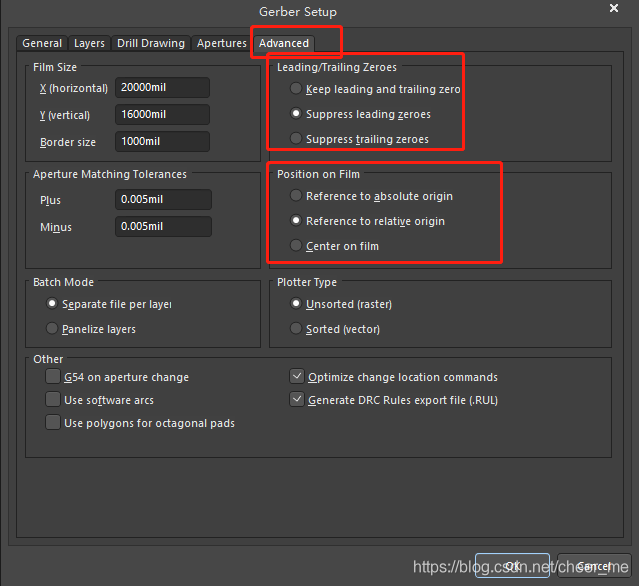 Gerber Setup
General Layers Drill Drawing Apertures Advanced
Film Size
X (horizontal) 20000mil
Y (vertical) 16000mil
Border size 1000mil
Leading/Trailing Zeroes
Keep leading and trailing zero
Suppress leading zeroes
Suppress trailing zeroes
Aperture Matching Tolerances
Plus 0.005mil
Minus 0.005mil
Position on Film
Reference to absolute origin
Reference to relative origin
Center on film
Batch Mode
Separate file per layer
Panelize layers
Plotter Type
Unsorted (raster)
Sorted (vector)
Other
G54 on aperture change
Use software arcs
Use polygons for octagonal pads
Optimize change location commands
Generate DRC Rules export file (.RUL)
OK Cancel
https://blog.csdn.net/cheer_me